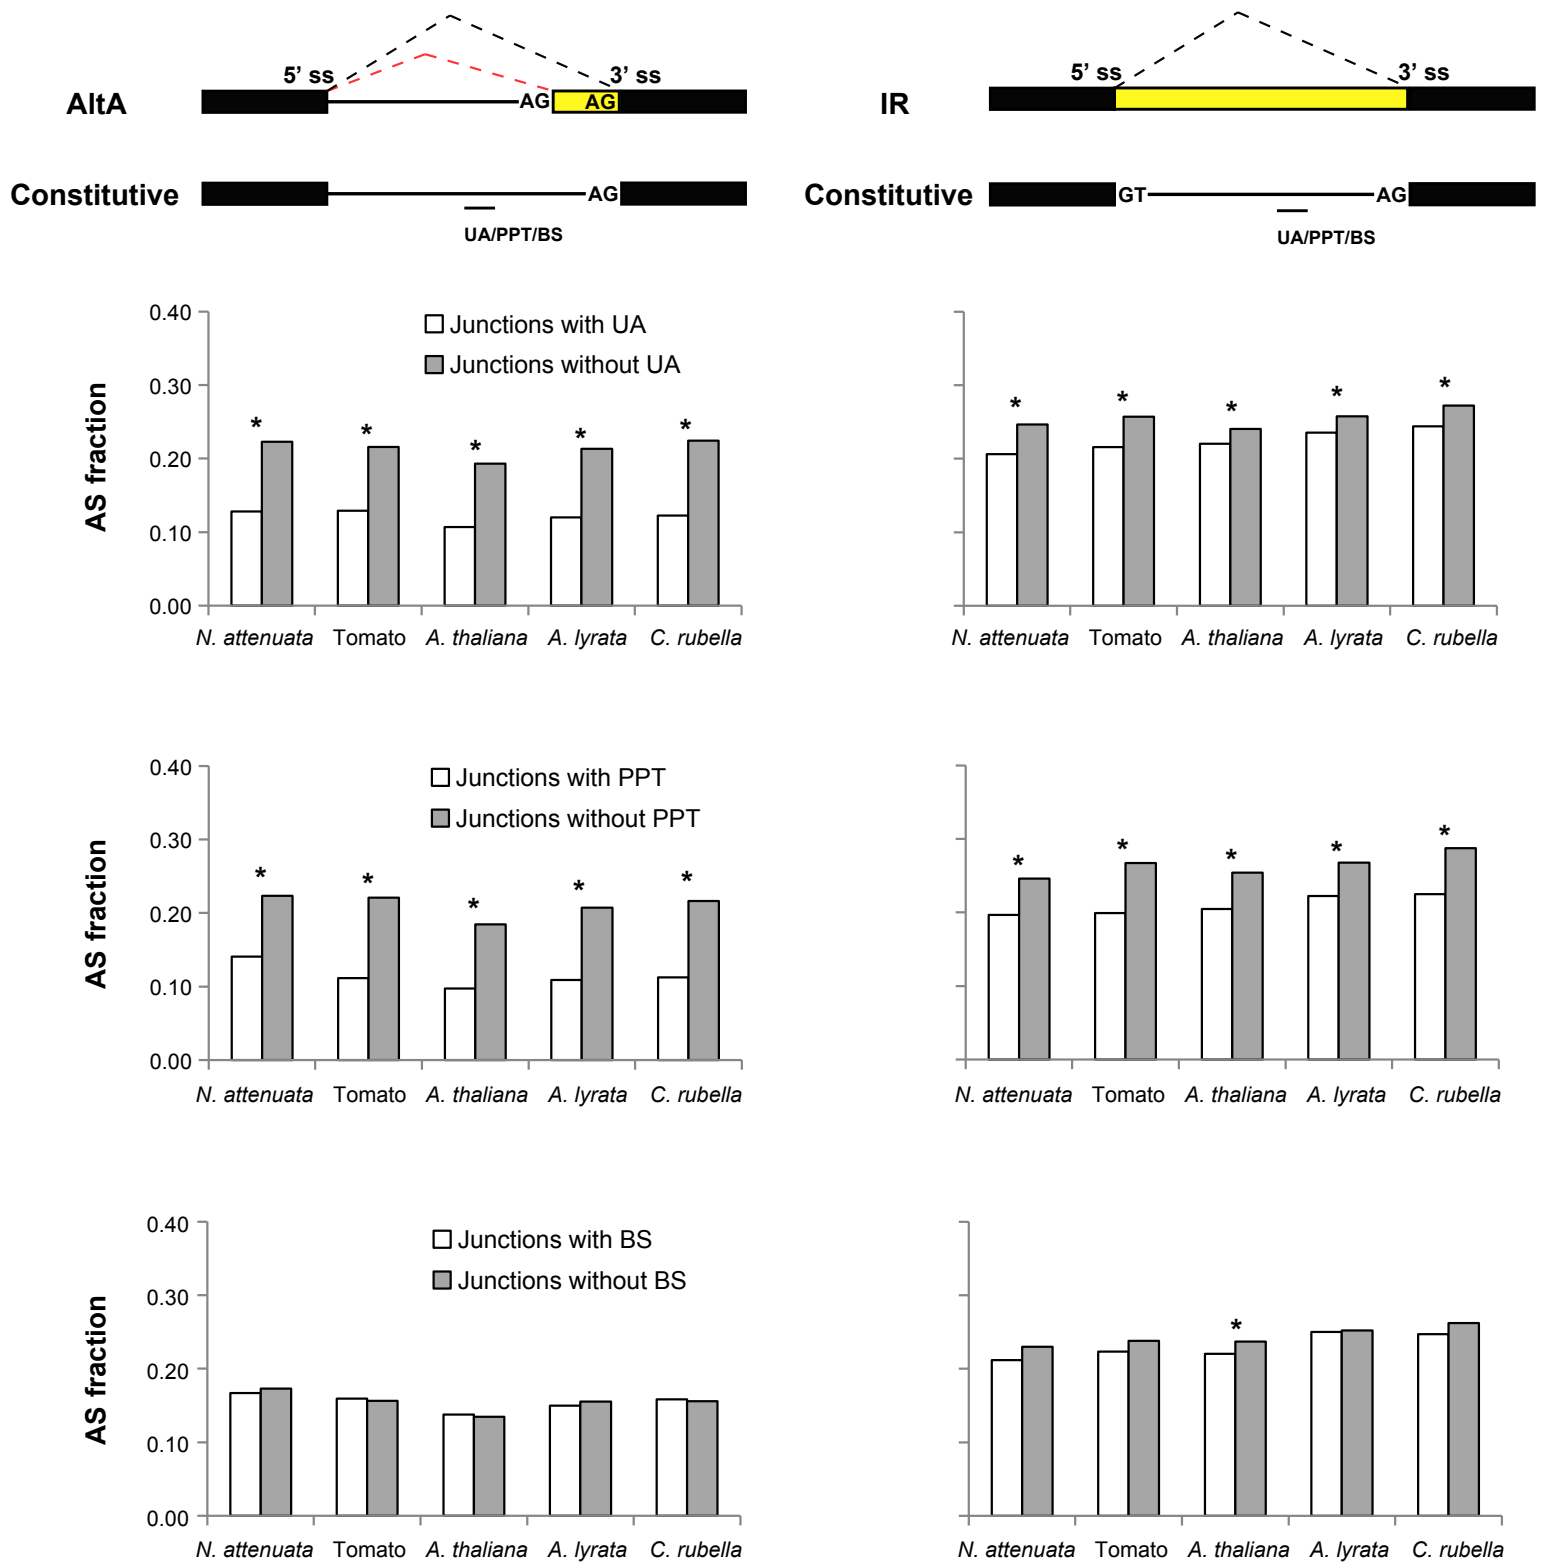 5’ ss 3’ ss
AltA AG AG
Constitutive AG
UA/PPT/BS
5’ ss 3’ ss
IR
Constitutive GT AG
UA/PPT/BS
AS fraction
0.40
0.30
0.20
0.10
0.00
Junctions with UA
Junctions without UA
* * * * *
N. attenuata Tomato A. thaliana A. lyrata C. rubella
* * * * *
N. attenuata Tomato A. thaliana A. lyrata C. rubella
AS fraction
0.40
0.30
0.20
0.10
0.00
Junctions with PPT
Junctions without PPT
* * * * *
N. attenuata Tomato A. thaliana A. lyrata C. rubella
* * * * *
N. attenuata Tomato A. thaliana A. lyrata C. rubella
AS fraction
0.40
0.30
0.20
0.10
0.00
Junctions with BS
Junctions without BS
N. attenuata Tomato A. thaliana A. lyrata C. rubella
*
N. attenuata Tomato A. thaliana A. lyrata C. rubella